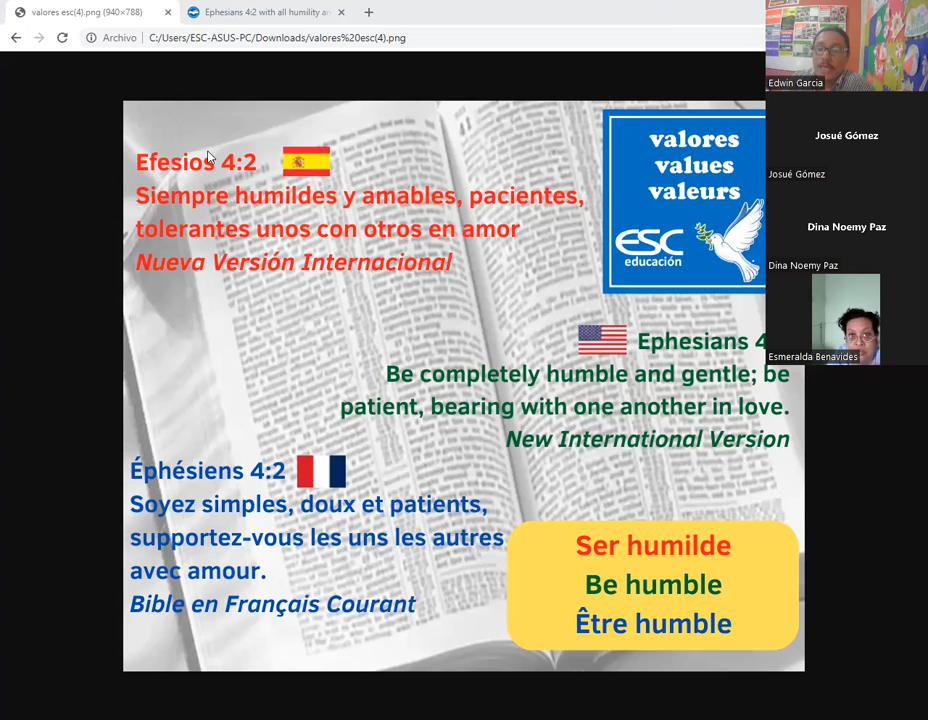 valores esc(4).png (940×788)
Ephesians 4:2 with all humility an
Archivo
C:/Users/ESC-ASUS-PC/Downloads/valores%20esc(4).png
Edwin Garcia
Josué Gómez
Josué Gómez
Dina Noemy Paz
Dina Noemy Paz
Esmeralda Benavides
Efesios 4:2
Siempre humildes y amables, pacientes,
tolerantes unos con otros en amor
Nueva Versión Internacional
valores
values
valeurs
ESC
educación
Ephesians 4
Be completely humble and gentle; be
patient, bearing with one another in love.
New International Version
Éphésiens 4:2
Soyez simples, doux et patients,
supportez-vous les uns les autres
avec amour.
Bible en Français Courant
Ser humilde
Be humble
Être humble